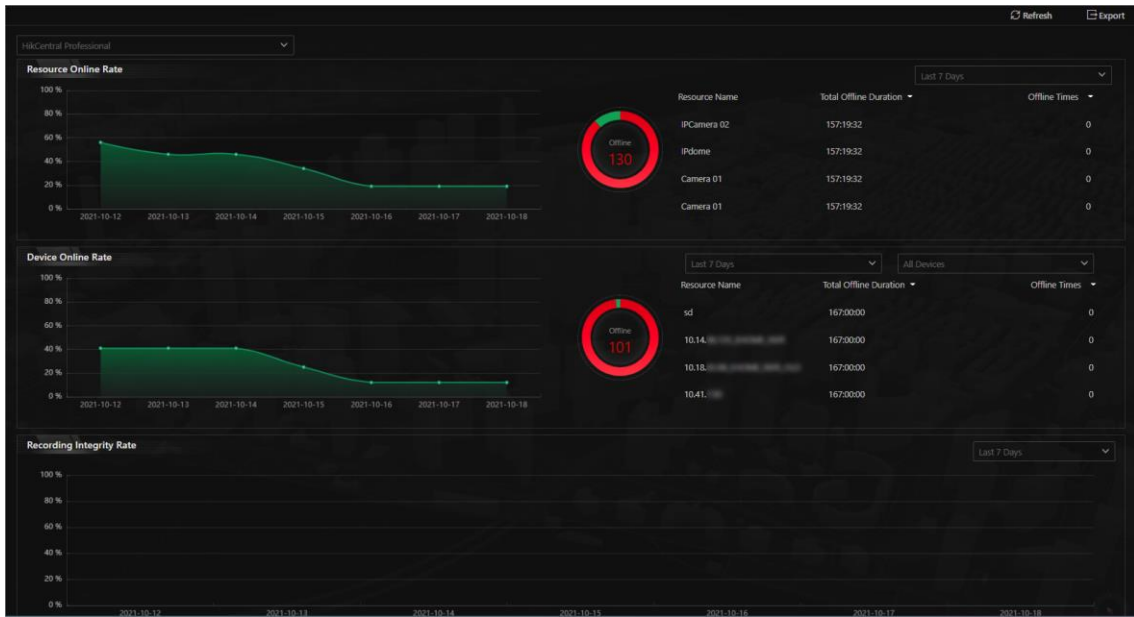 Refresh Export
HikCentral Professional
Resource Online Rate
Last 7 Days
100 %
80 %
60 %
40 %
20 %
0 %
2021-10-12 2021-10-13 2021-10-14 2021-10-15 2021-10-16 2021-10-17 2021-10-18
Offline
130
Resource Name Total Offline Duration Offline Times
IPCamera 02 157:19:32 0
IPdome 157:19:32 0
Camera 01 157:19:32 0
Camera 01 157:19:32 0
Device Online Rate
Last 7 Days All Devices
100 %
80 %
60 %
40 %
20 %
0 %
2021-10-12 2021-10-13 2021-10-14 2021-10-15 2021-10-16 2021-10-17 2021-10-18
Offline
101
Resource Name Total Offline Duration Offline Times
sd 167:00:00 0
10.14. 167:00:00 0
10.18. 167:00:00 0
10.41. 167:00:00 0
Recording Integrity Rate
Last 7 Days
100 %
80 %
60 %
40 %
20 %
0 %
2021-10-12 2021-10-13 2021-10-14 2021-10-15 2021-10-16 2021-10-17 2021-10-18